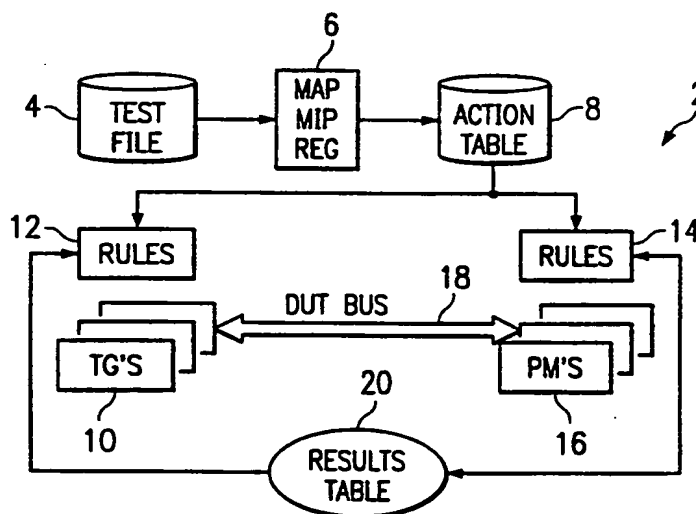 6
4
TEST
FILE
MAP
MIP
REG
ACTION
TABLE
8
2
12
RULES
RULES
14
DUT BUS
18
TG'S
PM'S
10
20
16
RESULTS
TABLE